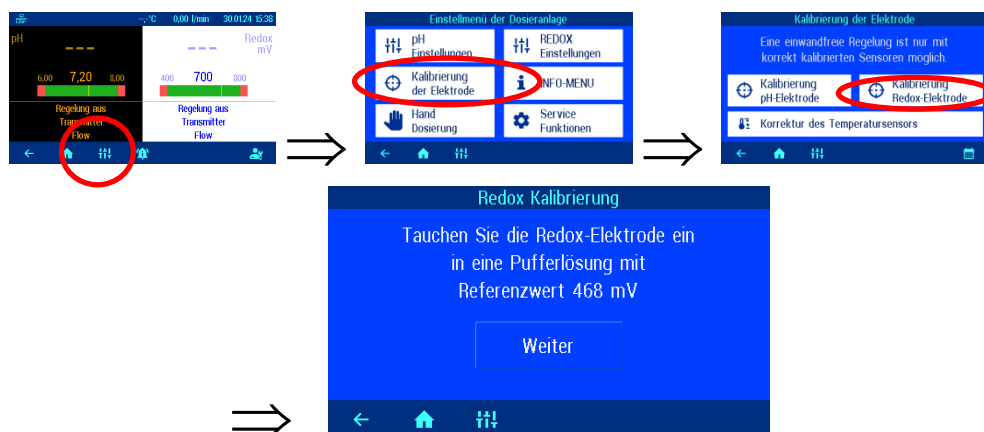 --,-°C 0,00 l/min 30.01.24 15:38
pH
---
6,00 7,20 8,00
Regelung aus
Transmitter
Flow
Redox
mV
---
400 700 800
Regelung aus
Transmitter
Flow
Einstellmenü der Dosieranlage
pH
Einstellungen
REDOX
Einstellungen
Kalibrierung
der Elektrode
INFO-MENU
Hand
Dosierung
Service
Funktionen
Kalibrierung der Elektrode
Eine einwandfreie Regelung ist nur mit
korrekt kalibrierten Sensoren möglich.
Kalibrierung
pH-Elektrode
Kalibrierung
Redox-Elektrode
Korrektur des Temperatursensors
Redox Kalibrierung
Tauchen Sie die Redox-Elektrode ein
in eine Pufferlösung mit
Referenzwert 468 mV
Weiter